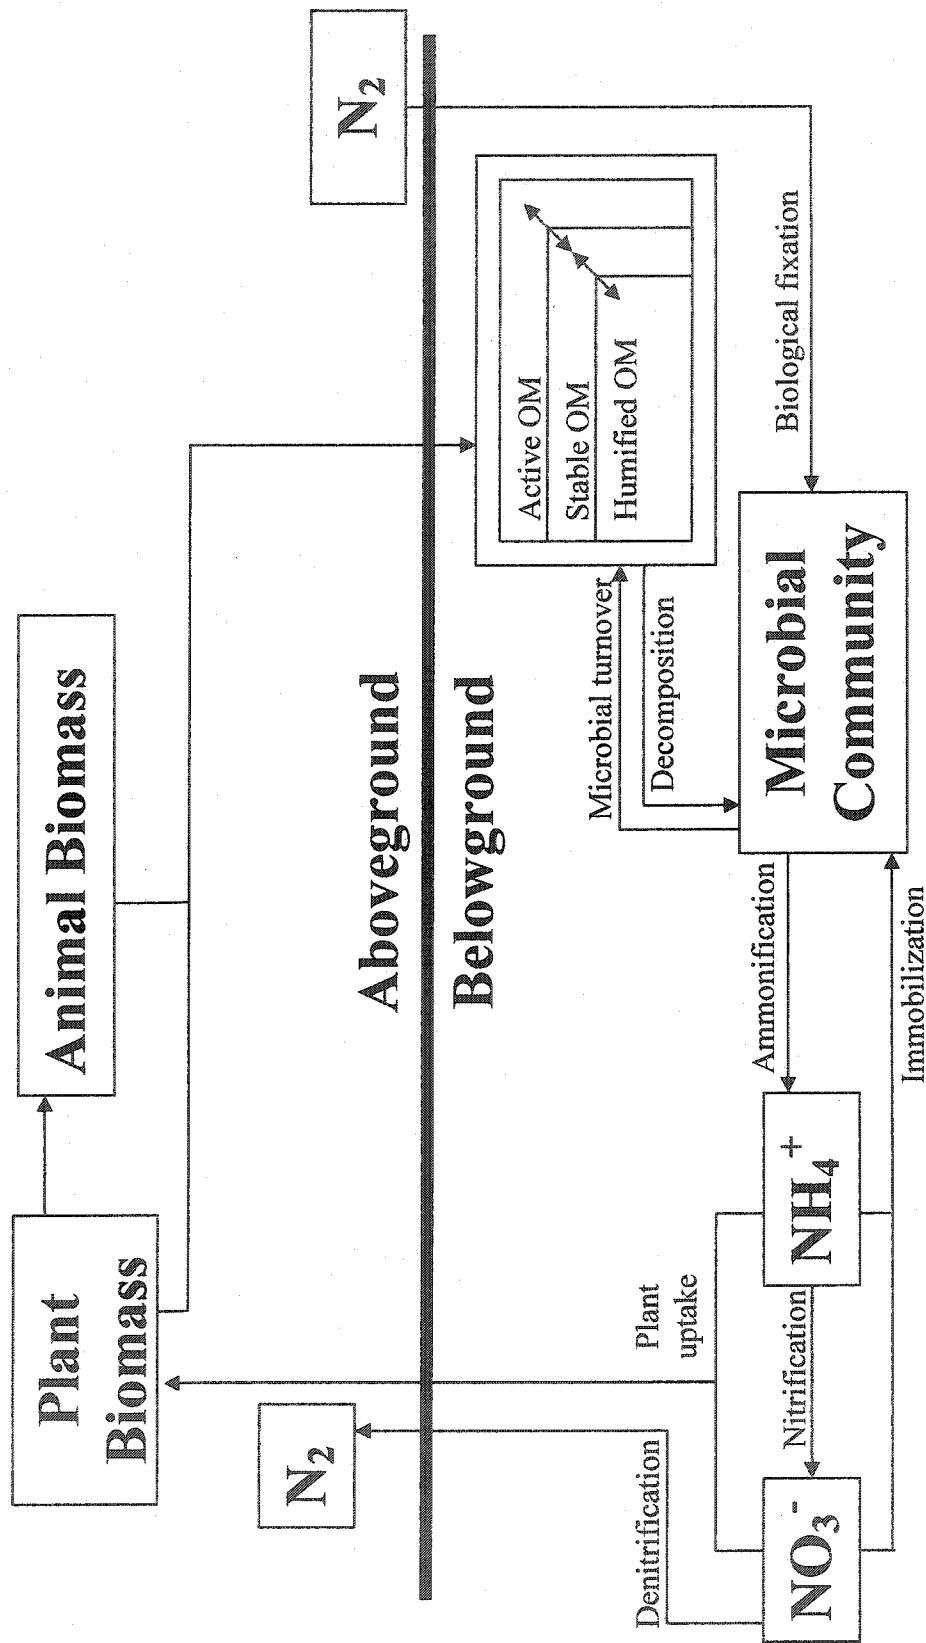 Plant
Biomass
Animal Biomass
N2
N2
Aboveground
Belowground
Active OM
Stable OM
Humified OM
Denitrification
Plant
uptake
Microbial turnover
Decomposition
Biological fixation
NO3-
Nitrification
NH4+
Ammonification
Microbial
Community
Immobilization